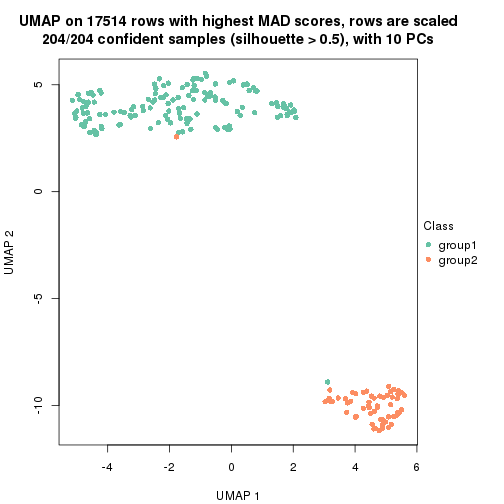 UMAP on 17514 rows with highest MAD scores, rows are scaled
204/204 confident samples (silhouette > 0.5), with 10 PCs
5
0
-5
-10
UMAP 2
-4
-2
0
2
4
6
UMAP 1
Class
group1
group2